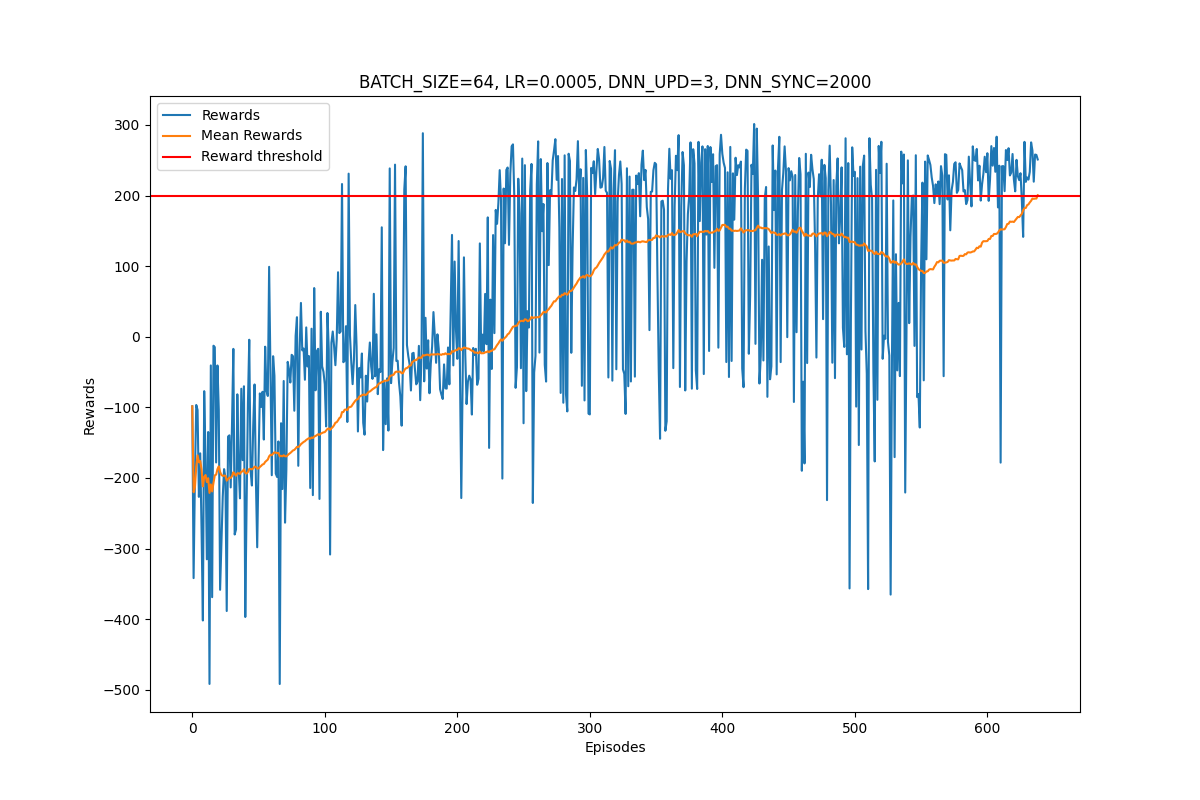 BATCH_SIZE=64, LR=0.0005, DNN_UPD=3, DNN_SYNC=2000
Rewards
Mean Rewards
Reward threshold
300
200
100
0
−100
−200
−300
−400
−500
Rewards
0 100 200 300 400 500 600
Episodes